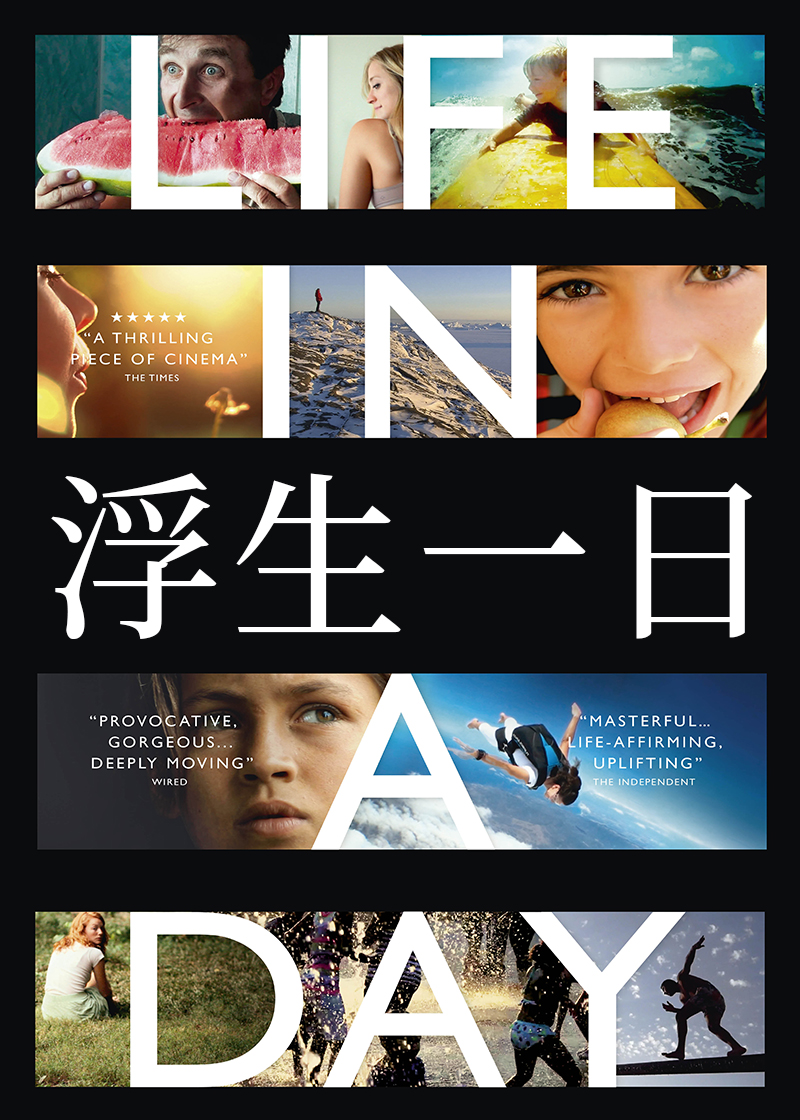 LIFE
★★★★★
“A THRILLING
PIECE OF CINEMA”
THE TIMES
IN
浮生一日
“PROVOCATIVE,
GORGEOUS...
DEEPLY MOVING”
WIRED
A
“MASTERFUL...
LIFE-AFFIRMING,
UPLIFTING”
THE INDEPENDENT
DAY